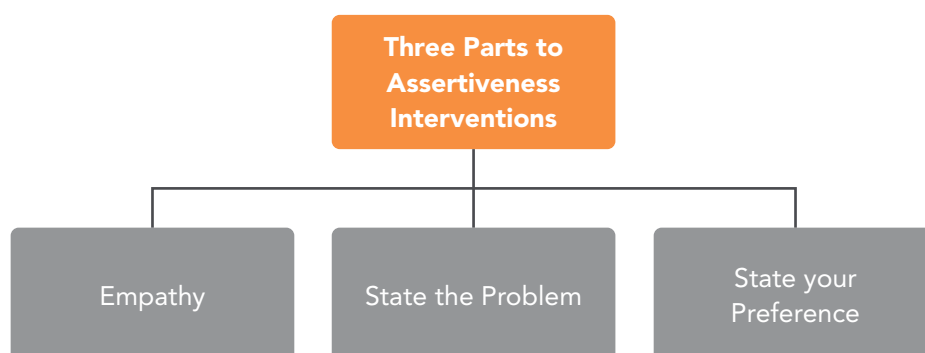 Three Parts to
Assertiveness
Interventions
Empathy
State the Problem
State your
Preference